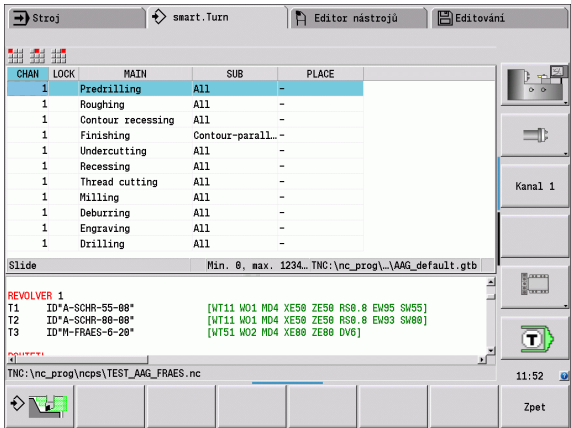 Stroj
smart.Turn
Editor nástrojů
Editování
CHAN LOCK MAIN SUB PLACE
1 Predrilling All -
1 Roughing All -
1 Contour recessing All -
1 Finishing Contour-parall… -
1 Undercutting All -
1 Recessing All -
1 Thread cutting All -
1 Milling All -
1 Deburring All -
1 Engraving All -
1 Drilling All -
Slide Min. 0, max. 1234… TNC:\nc_prog\…\AAG_default.gtb
REVOLVER 1
T1 ID"A-SCHR-55-08" [WT11 WO1 MD4 XE50 ZE50 RS0.8 EW95 SW55]
T2 ID"A-SCHR-80-08" [WT11 WO1 MD4 XE50 ZE50 RS0.8 EW93 SW80]
T3 ID"M-FRAES-6-20" [WT51 WO2 MD4 XE80 ZE80 DV6]
TNC:\nc_prog\ncps\TEST_AAG_FRAES.nc
Kanal 1
T
11:52
Zpet